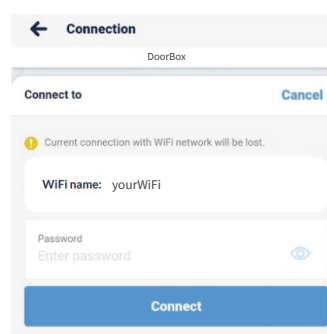 Connection
DoorBox
Connect to Cancel
Current connection with WiFi network will be lost.
WiFi name: yourWiFi
Password
Enter password
Connect